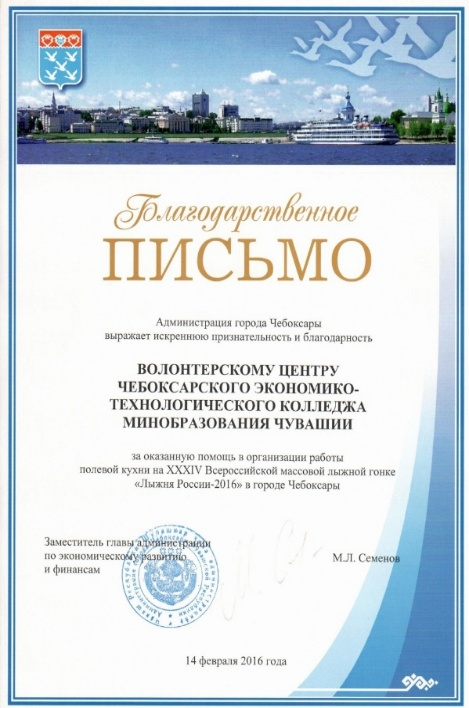 Благодарственное
ПИСЬМО
Администрация города Чебоксары
выражает искреннюю признательность и благодарность
ВОЛОНТЕРСКОМУ ЦЕНТРУ
ЧЕБОКСАРСКОГО ЭКОНОМИКО-
ТЕХНОЛОГИЧЕСКОГО КОЛЛЕДЖА
МИНОБРАЗОВАНИЯ ЧУВАШИИ
за оказанную помощь в организации работы
полевой кухни на XXXIV Всероссийской массовой лыжной гонке
«Лыжня России-2016» в городе Чебоксары
Заместитель главы администрации
по экономическому развитию
и финансам
М.Л. Семенов
14 февраля 2016 года